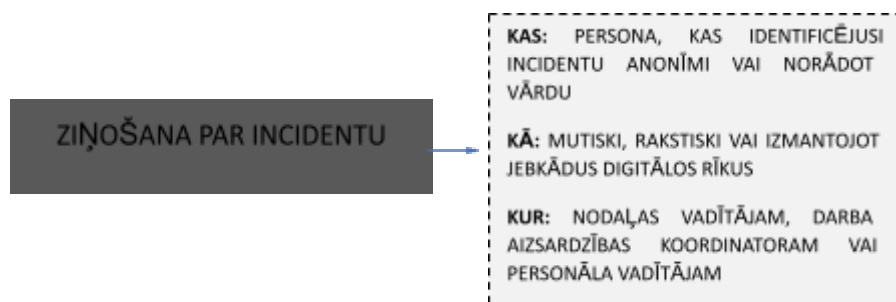 ZIŅOŠANA PAR INCIDENTU
KAS: PERSONA, KAS IDENTIFICĒJUSI
INCIDENTU ANONĪMI VAI NORĀDOT
VĀRDU
KĀ: MUTISKI, RAKSTISKI VAI IZMANTOJOT
JEBKĀDUS DIGITĀLOS RĪKUS
KUR: NODAĻAS VADĪTĀJAM, DARBA
AIZSARDZĪBAS KOORDINATORAM VAI
PERSONĀLA VADĪTĀJAM